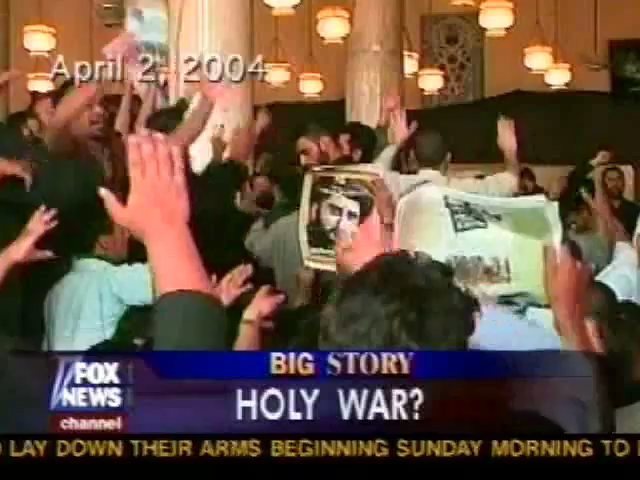 April 2, 2004
BIG STORY
FOX
NEWS
channel
HOLY WAR?
LAY DOWN THEIR ARMS BEGINNING SUNDAY MORNING TO